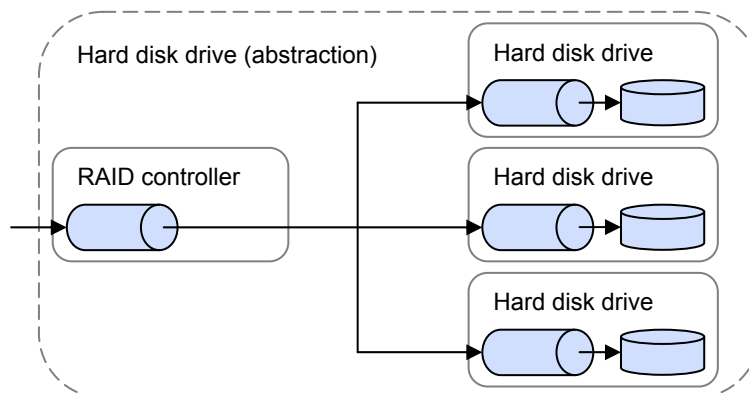 Hard disk drive (abstraction)
Hard disk drive
RAID controller
Hard disk drive
Hard disk drive